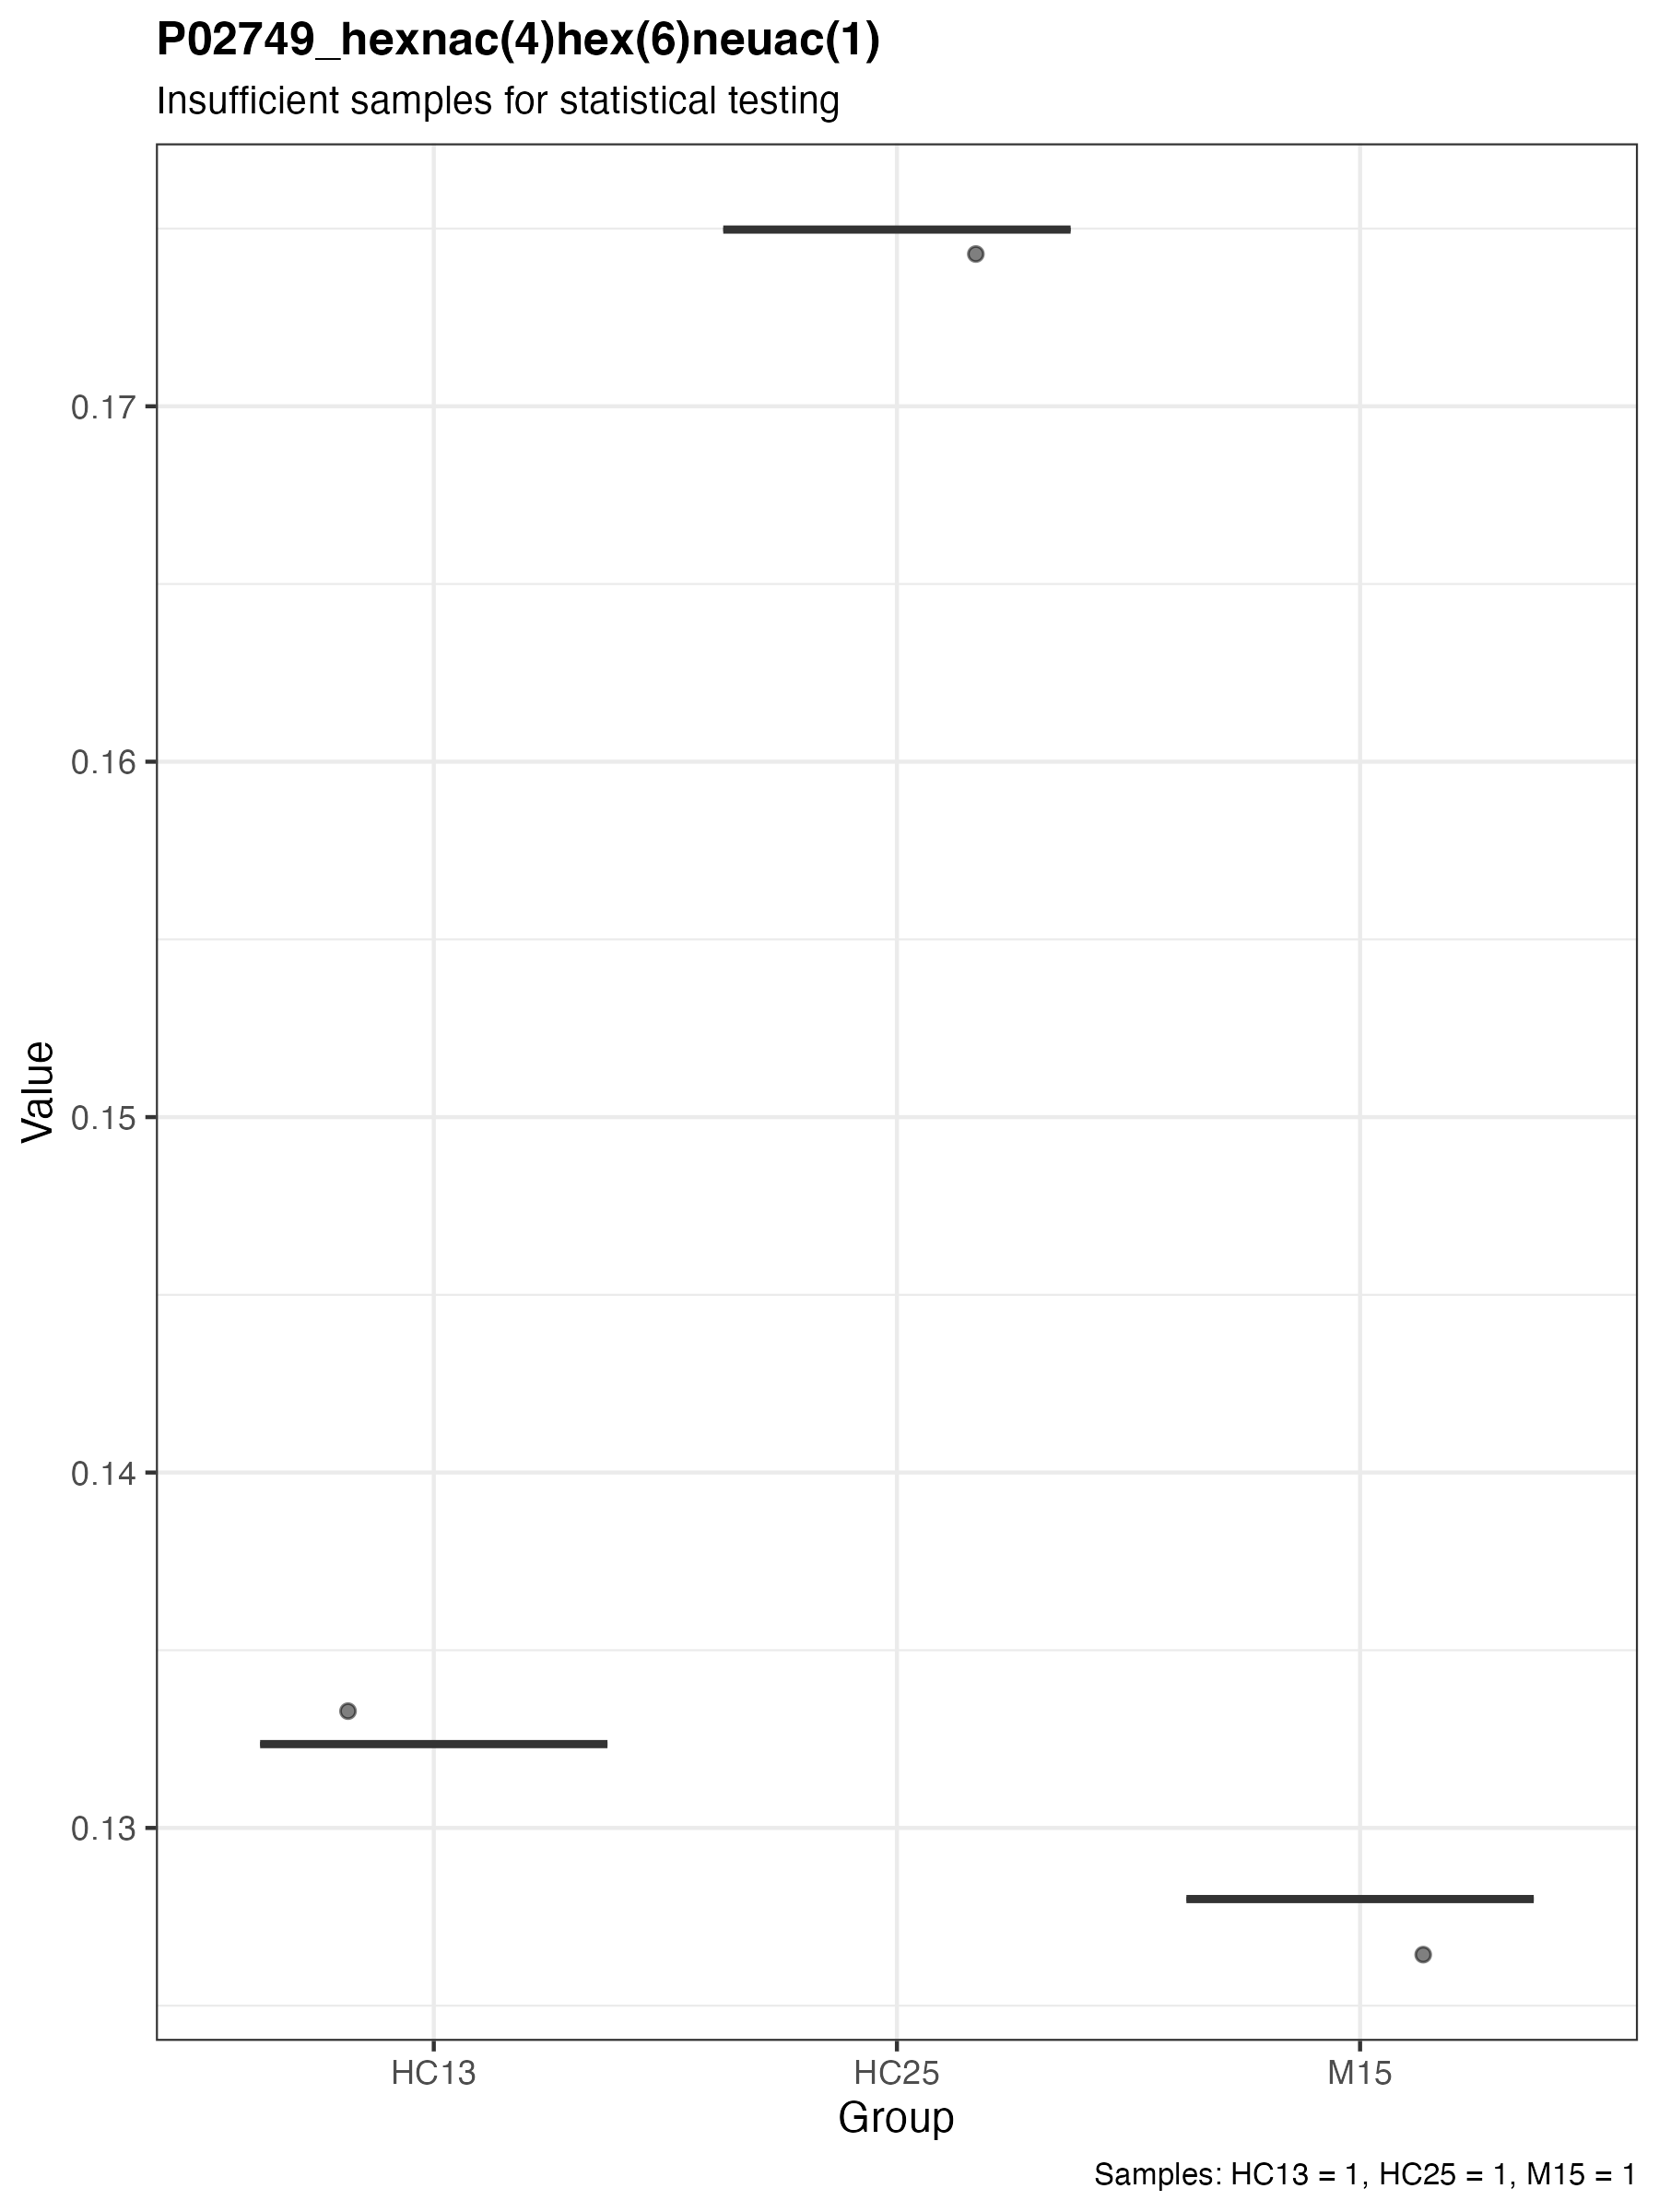 P02749_hexnac(4)hex(6)neuac(1)
Insufficient samples for statistical testing
0.17
0.16
0.15
0.14
0.13
Value
HC13 HC25 M15
Group
Samples: HC13 = 1, HC25 = 1, M15 = 1